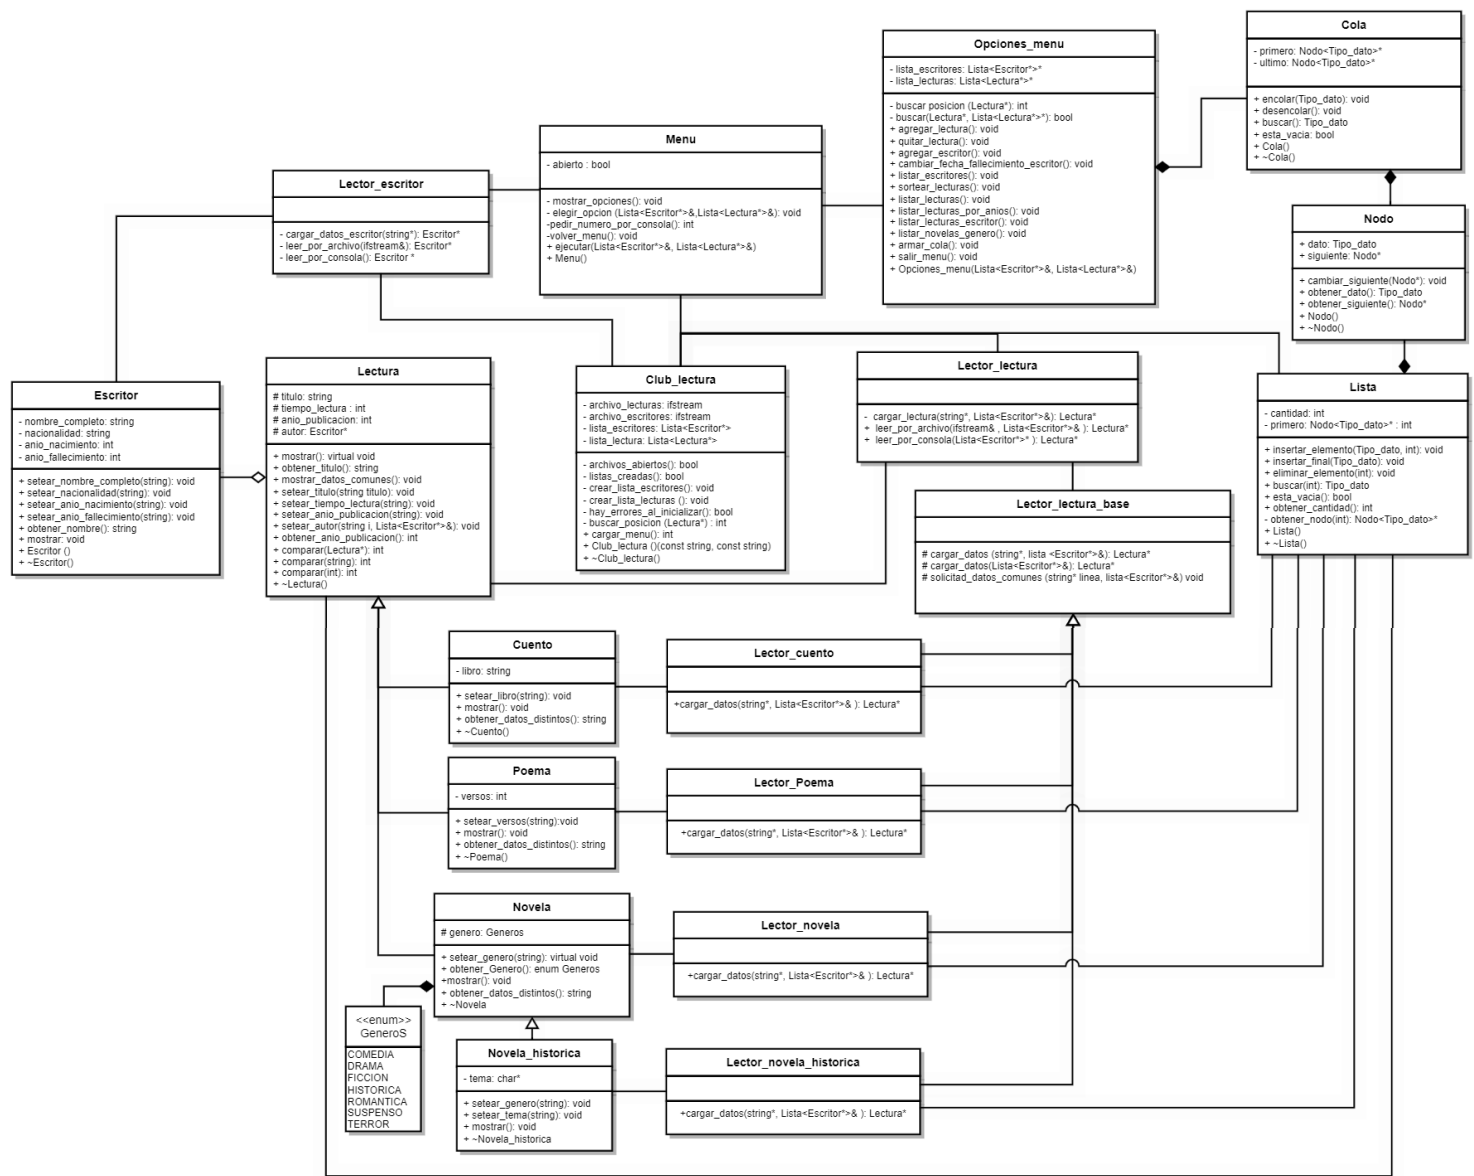 Cola
- primero: Nodo<Tipo_dato>*
- ultimo: Nodo<Tipo_dato>*
+ encolar(Tipo_dato): void
+ desencolar(): void
+ buscar(): Tipo_dato
+ esta_vacia: bool
+ Cola()
+ ~Cola()
Opciones_menu
- lista_escritores: Lista<Escritor*>*
- lista_lecturas: Lista<Lectura*>*
- buscar posicion (Lectura*): int
- buscar(Lectura*, Lista<Lectura*>*): bool
+ agregar_lectura(): void
+ quitar_lectura(): void
+ agregar_escritor(): void
+ cambiar_fecha_fallecimiento_escritor(): void
+ listar_escritores(): void
+ sortear_lecturas(): void
+ listar_lecturas(): void
+ listar_lecturas_por_anios(): void
+ listar_lecturas_escritor(): void
+ listar_novelas_genero(): void
+ armar_cola(): void
+ salir_menu(): void
+ Opciones_menu(Lista<Escritor*>&, Lista<Lectura*>&)
Menu
- abierto : bool
- mostrar_opciones(): void
- elegir_opcion (Lista<Escritor*>&,Lista<Lectura*>&): void
-pedir_numero_por_consola(): int
-volver_menu(): void
+ ejecutar(Lista<Escritor*>&, Lista<Lectura*>&)
+ Menu()
Lector_escritor
- cargar_datos_escritor(string*): Escritor*
- leer_por_archivo(ifstream&): Escritor*
- leer_por_consola(): Escritor *
Nodo
+ dato: Tipo_dato
+ siguiente: Nodo*
+ cambiar_siguiente(Nodo*): void
+ obtener_dato(): Tipo_dato
+ obtener_siguiente(): Nodo*
+ Nodo()
+ ~Nodo()
Escritor
- nombre_completo: string
- nacionalidad: string
- anio_nacimiento: int
- anio_fallecimiento: int
+ setear_nombre_completo(string): void
+ setear_nacionalidad(string): void
+ setear_anio_nacimiento(string): void
+ setear_anio_fallecimiento(string): void
+ obtener_nombre(): string
+ mostrar: void
+ Escritor ()
+ ~Escritor()
Lectura
# titulo: string
# tiempo_lectura : int
# anio_publicacion: int
# autor: Escritor*
+ mostrar(): virtual void
+ obtener_titulo(): string
+ mostrar_datos_comunes(): void
+ setear_titulo(string titulo): void
+ setear_tiempo_lectura(string): void
+ setear_anio_publicacion(string): void
+ setear_autor(string i, Lista<Escritor*>&): void
+ obtener_anio_publicacion(): int
+ comparar(Lectura*): int
+ comparar(string): int
+ comparar(int): int
+ ~Lectura()
Club_lectura
- archivo_lecturas: ifstream
- archivo_escritores: ifstream
- lista_escritores: List<Escritor*>
- lista_lectura: List<Lectura*>
- archivos_abiertos(): bool
- listas_creadas(): bool
- crear_lista_escritores(): void
- crear_lista_lecturas (): void
- hay_errores_al_inicializar(): bool
- buscar_posicion (Lectura*) : int
+ cargar_menu(): int
+ Club_lectura ()(const string, const string)
+ ~Club_lectura()
Lector_lectura
- cargar_lectura(string*, Lista<Escritor*>&): Lectura*
+ leer_por_archivo(ifstream& , Lista<Escritor*>& ): Lectura*
+ leer_por_consola(Lista<Escritor*>* ): Lectura*
Lista
- cantidad: int
- primero: Nodo<Tipo_dato>* : int
+ insertar_elemento(Tipo_dato, int): void
+ insertar_final(Tipo_dato): void
+ eliminar_elemento(int): void
+ buscar(int): Tipo_dato
+ esta_vacia(): bool
+ obtener_cantidad(): int
- obtener_nodo(int): Nodo<Tipo_dato>*
+ Lista()
+ ~Lista()
Lector_lectura_base
# cargar_datos (string*, lista <Escritor*>&): Lectura*
# cargar_datos(Lista<Escritor*>&): Lectura*
# solicitad_datos_comunes (string* linea, lista<Escritor*>&) void
Cuento
- libro: string
+ setear_libro(string): void
+ mostrar(): void
+ obtener_datos_distintos(): string
+ ~Cuento()
Lector_cuento
+cargar_datos(string*, Lista<Escritor*>& ): Lectura*
Poema
- versos: int
+ setear_versos(string):void
+ mostrar(): void
+ obtener_datos_distintos(): string
+ ~Poema()
Lector_Poema
+cargar_datos(string*, Lista<Escritor*>& ): Lectura*
Novela
# genero: Generos
+ setear_genero(string): virtual void
+ obtener_Genero(): enum Generos
+mostrar(): void
+ obtener_datos_distintos(): string
+ ~Novela
Lector_novela
+cargar_datos(string*, Lista<Escritor*>& ): Lectura*
<<enum>>
GeneroS
COMEDIA
DRAMA
FICCION
HISTORICA
ROMANTICA
SUSPENSO
TERROR
Novela_historica
- tema: char*
+ setear_genero(string): void
+ setear_tema(string): void
+ mostrar(): void
+ ~Novela_historica
Lector_novela_historica
+cargar_datos(string*, Lista<Escritor*>& ): Lectura*